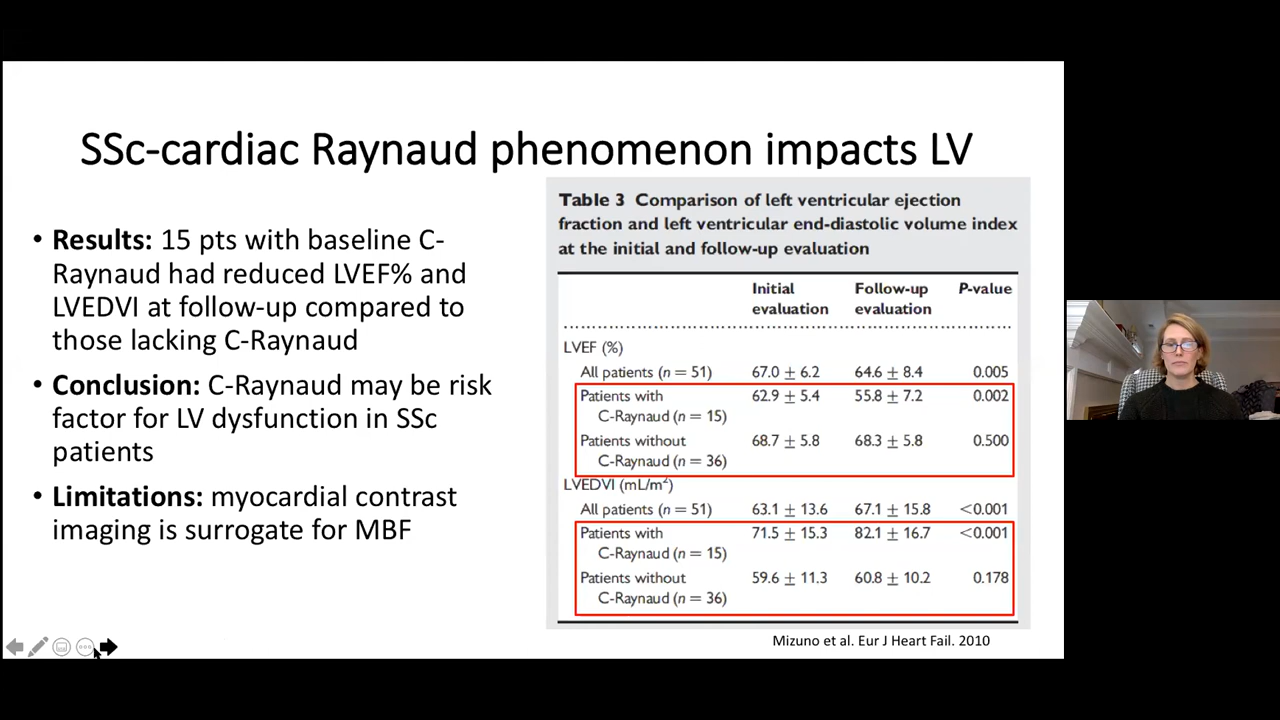 SSc-cardiac Raynaud phenomenon impacts LV
• Results: 15 pts with baseline C-
Raynaud had reduced LVEF% and
LVEDVI at follow-up compared to
those lacking C-Raynaud
• Conclusion: C-Raynaud may be risk
factor for LV dysfunction in SSc
patients
• Limitations: myocardial contrast
imaging is surrogate for MBF
Table 3 Comparison of left ventricular ejection
fraction and left ventricular end-diastolic volume index
at the initial and follow-up evaluation
Initial evaluation Follow-up evaluation P-value
LVEF (%)
All patients (n = 51) 67.0 ± 6.2 64.6 ± 8.4 0.005
Patients with 62.9 ± 5.4 55.8 ± 7.2 0.002
C-Raynaud (n = 15)
Patients without 68.7 ± 5.8 68.3 ± 5.8 0.500
C-Raynaud (n = 36)
LVEDVI (mL/m²)
All patients (n = 51) 63.1 ± 13.6 67.1 ± 15.8 <0.001
Patients with 71.5 ± 15.3 82.1 ± 16.7 <0.001
C-Raynaud (n = 15)
Patients without 59.6 ± 11.3 60.8 ± 10.2 0.178
C-Raynaud (n = 36)
Mizuno et al. Eur J Heart Fail. 2010